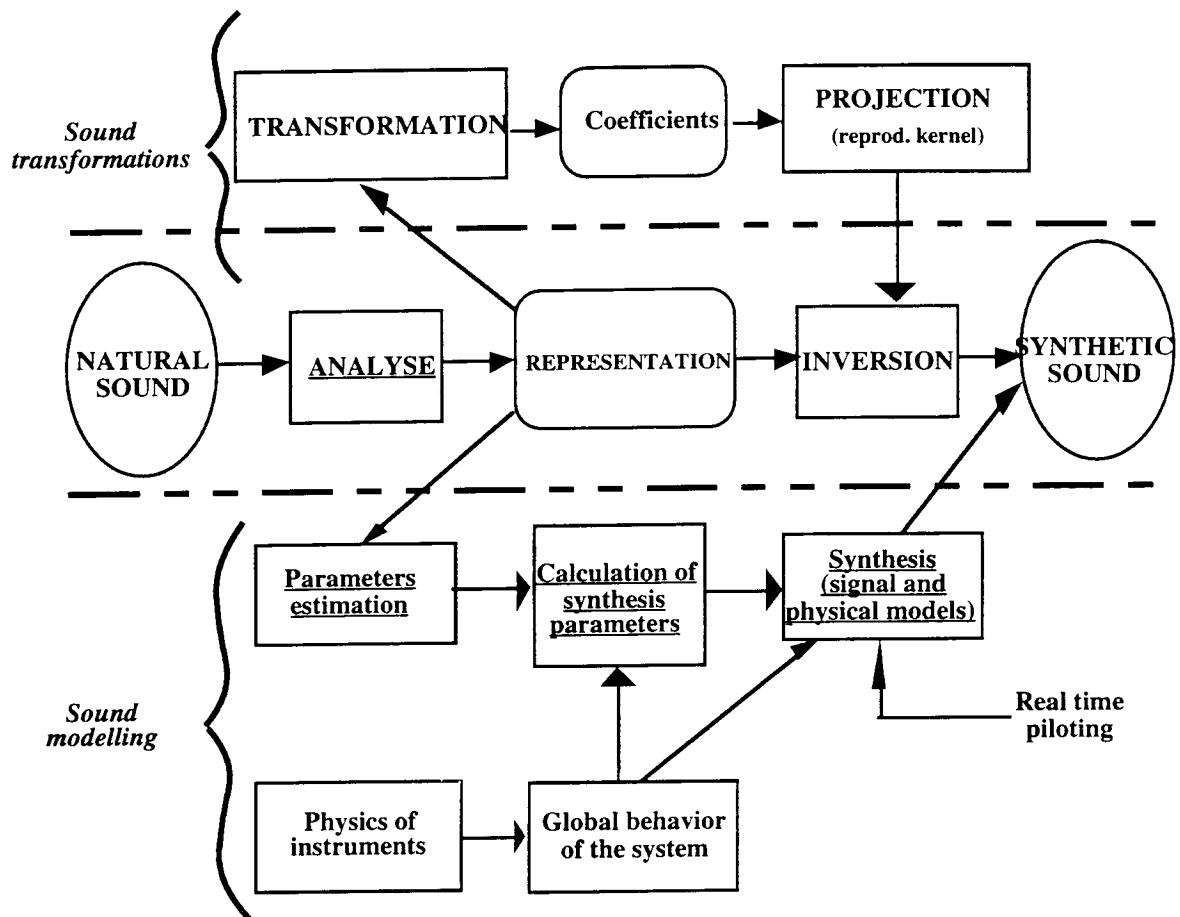 Sound
transformations
TRANSFORMATION
Coefficients
PROJECTION
(reprod. kernel)
NATURAL
SOUND
ANALYSE
REPRESENTATION
INVERSION
SYNTHETIC
SOUND
Sound
modelling
Parameters
estimation
Calculation of
synthesis
parameters
Synthesis
(signal and
physical models)
Real time
piloting
Physics of
instruments
Global behavior
of the system